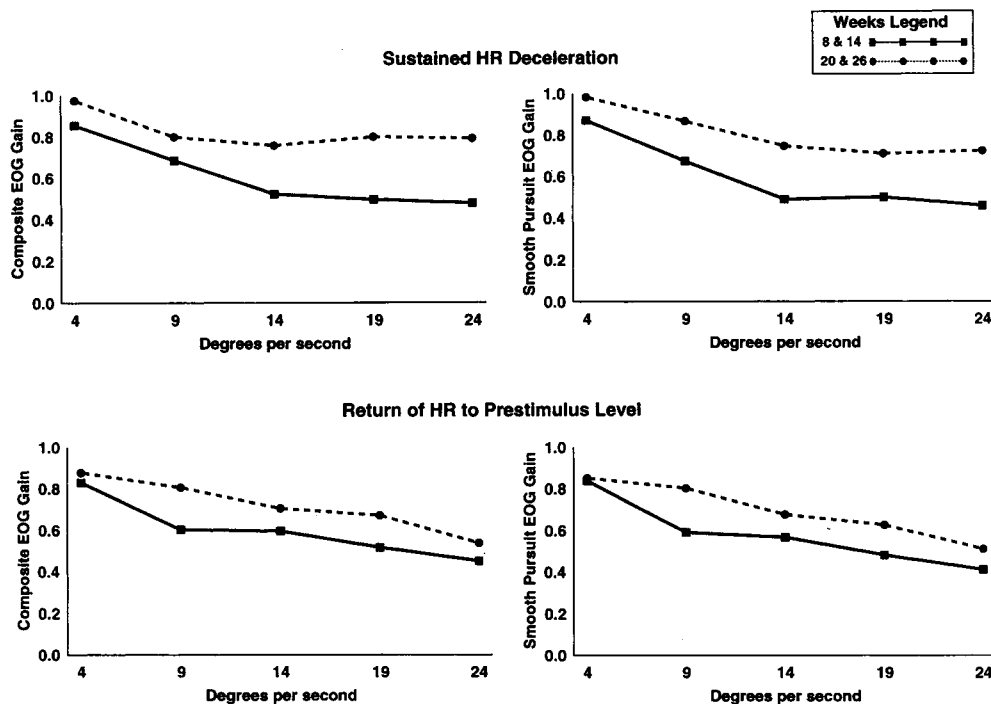 Weeks Legend
8 & 14
20 & 26
Sustained HR Deceleration
Composite EOG Gain
1.0
0.8
0.6
0.4
0.2
0.0
4 9 14 19 24
Degrees per second
Smooth Pursuit EOG Gain
1.0
0.8
0.6
0.4
0.2
0.0
4 9 14 19 24
Degrees per second
Return of HR to Prestimulus Level
Composite EOG Gain
1.0
0.8
0.6
0.4
0.2
0.0
4 9 14 19 24
Degrees per second
Smooth Pursuit EOG Gain
1.0
0.8
0.6
0.4
0.2
0.0
4 9 14 19 24
Degrees per second